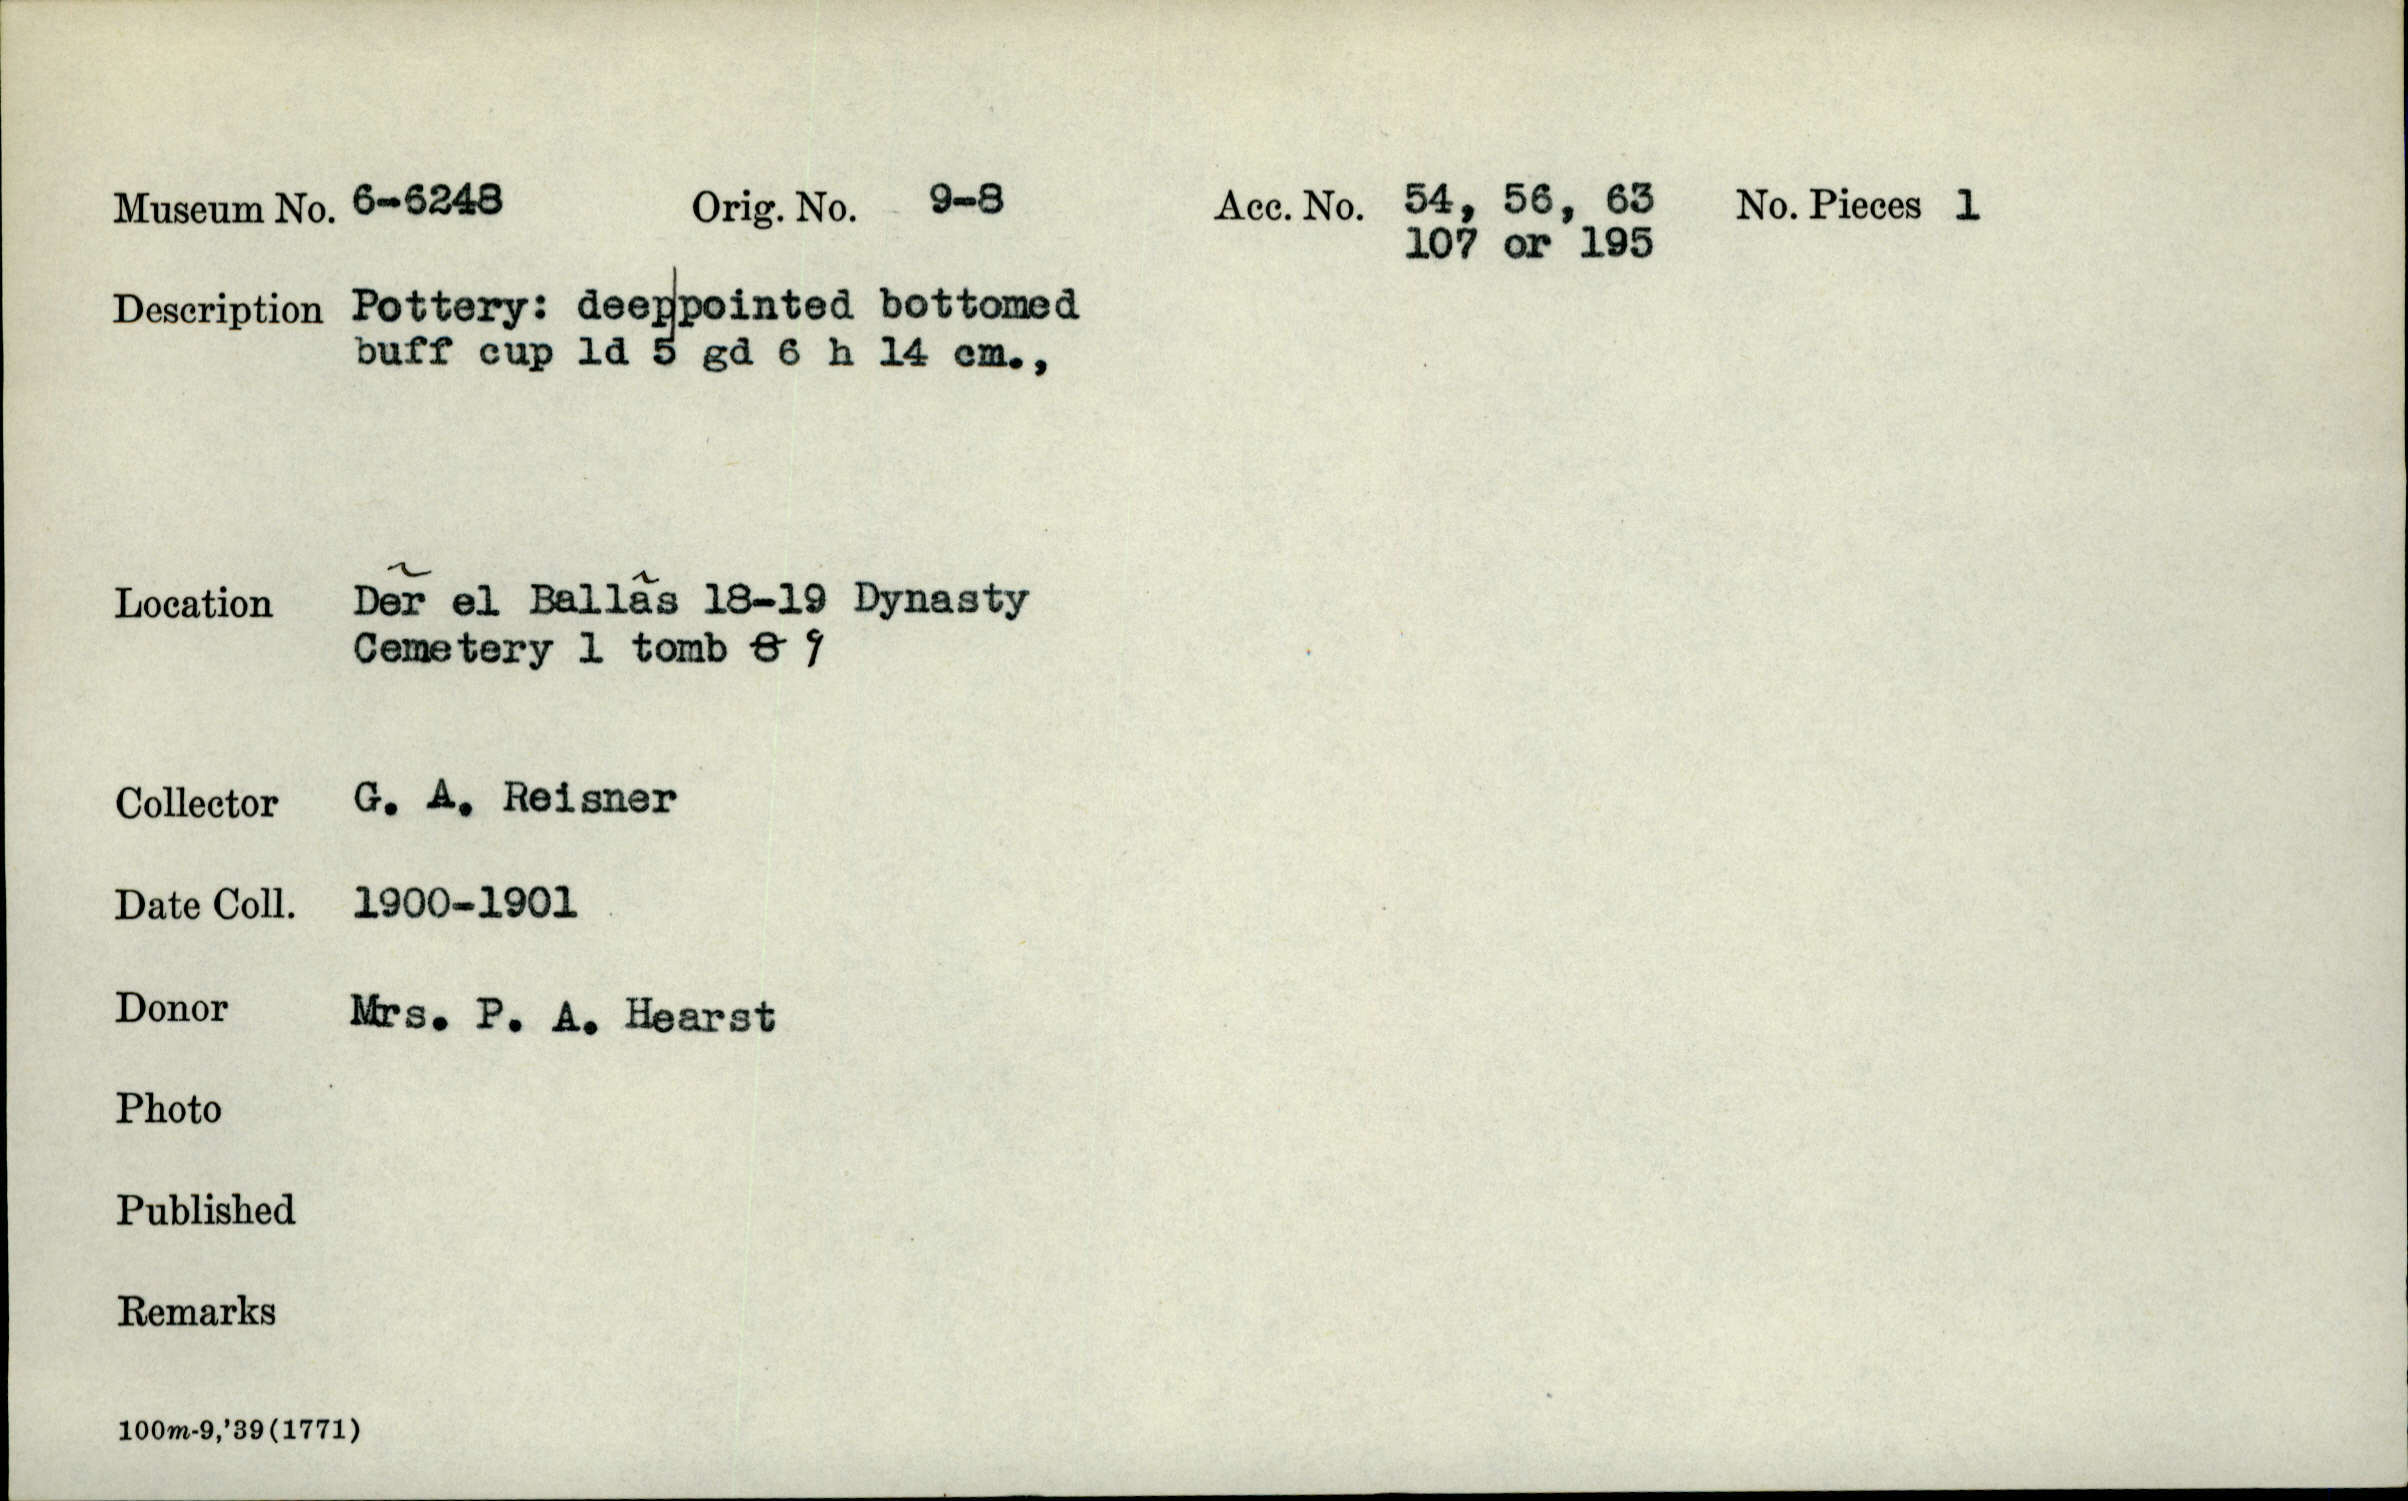 Museum No. 6-6248 Orig. No. 9-8 Acc. No. 54, 56, 63 No. Pieces 1
107 or 195
Description Pottery: deep|pointed bottomed
buff cup ld 5 gd 6 h 14 cm.,
Location Der̃ el Ballãs 18-19 Dynasty
Cemetery 1 tomb 8 9
Collector G. A. Reisner
Date Coll. 1900-1901
Donor Mrs. P. A. Hearst
Photo
Published
Remarks
100m-9,'39(1771)